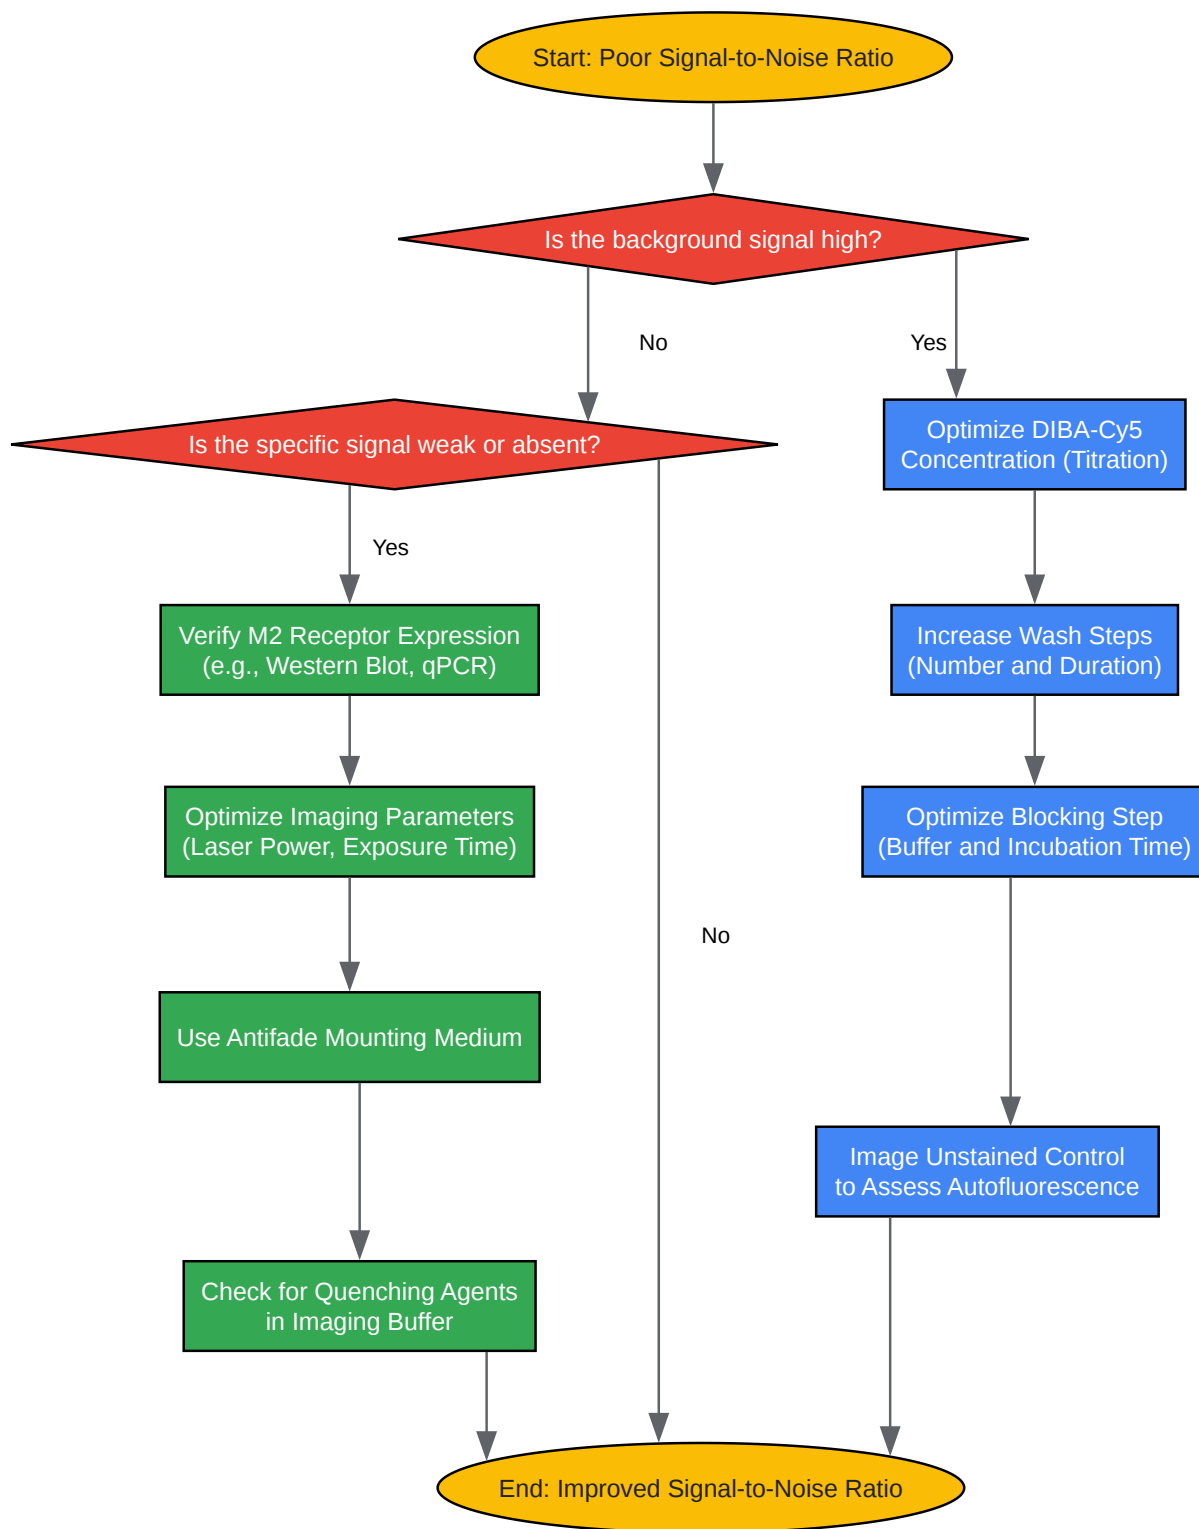 Start: Poor Signal-to-Noise Ratio
Is the background signal high?
No
Yes
Is the specific signal weak or absent?
Optimize DIBA-Cy5
Concentration (Titration)
Yes
Verify M2 Receptor Expression
(e.g., Western Blot, qPCR)
Increase Wash Steps
(Number and Duration)
Optimize Imaging Parameters
(Laser Power, Exposure Time)
Optimize Blocking Step
(Buffer and Incubation Time)
No
Use Antifade Mounting Medium
Image Unstained Control
to Assess Autofluorescence
Check for Quenching Agents
in Imaging Buffer
End: Improved Signal-to-Noise Ratio